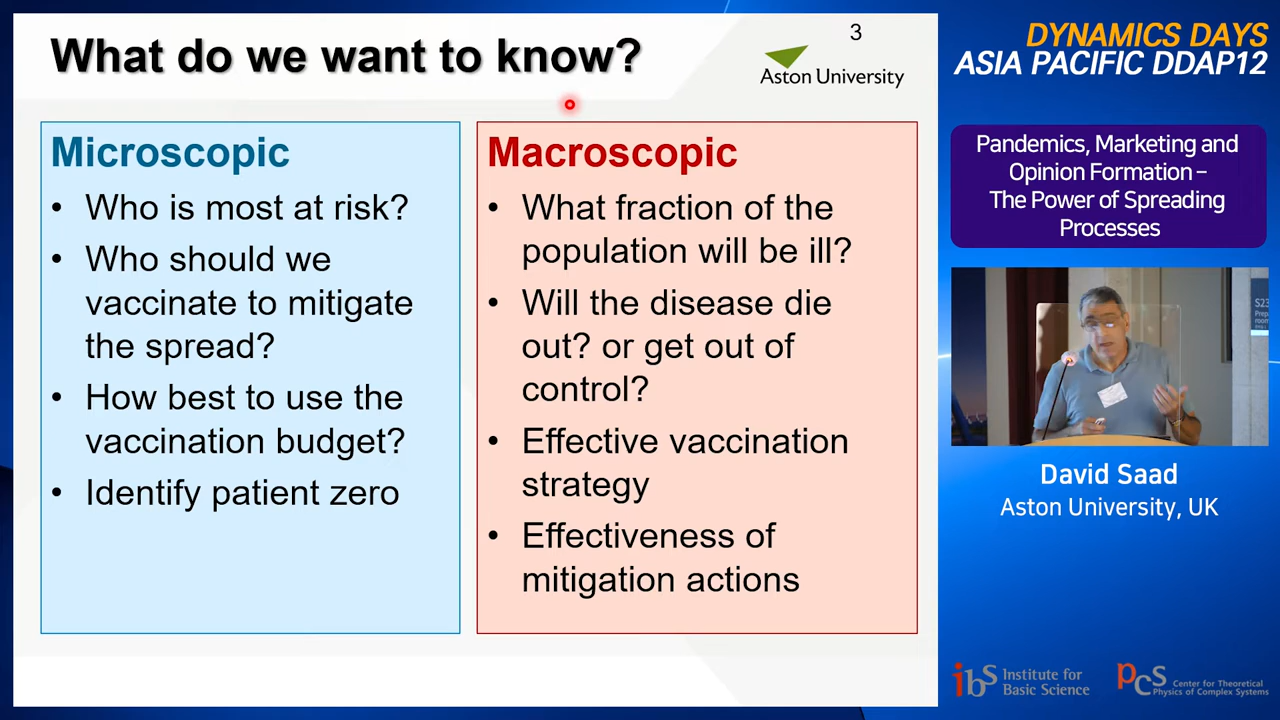 What do we want to know?
3
Aston University
Microscopic
• Who is most at risk?
• Who should we
vaccinate to mitigate
the spread?
• How best to use the
vaccination budget?
• Identify patient zero
Macroscopic
• What fraction of the
population will be ill?
• Will the disease die
out? or get out of
control?
• Effective vaccination
strategy
• Effectiveness of
mitigation actions
DYNAMICS DAYS
ASIA PACIFIC DDAP12
Pandemics, Marketing and
Opinion Formation –
The Power of Spreading
Processes
S23
David Saad
Aston University, UK
ibS Institute for
Basic Science
PCS Center for Theoretical
Physics of Complex Systems